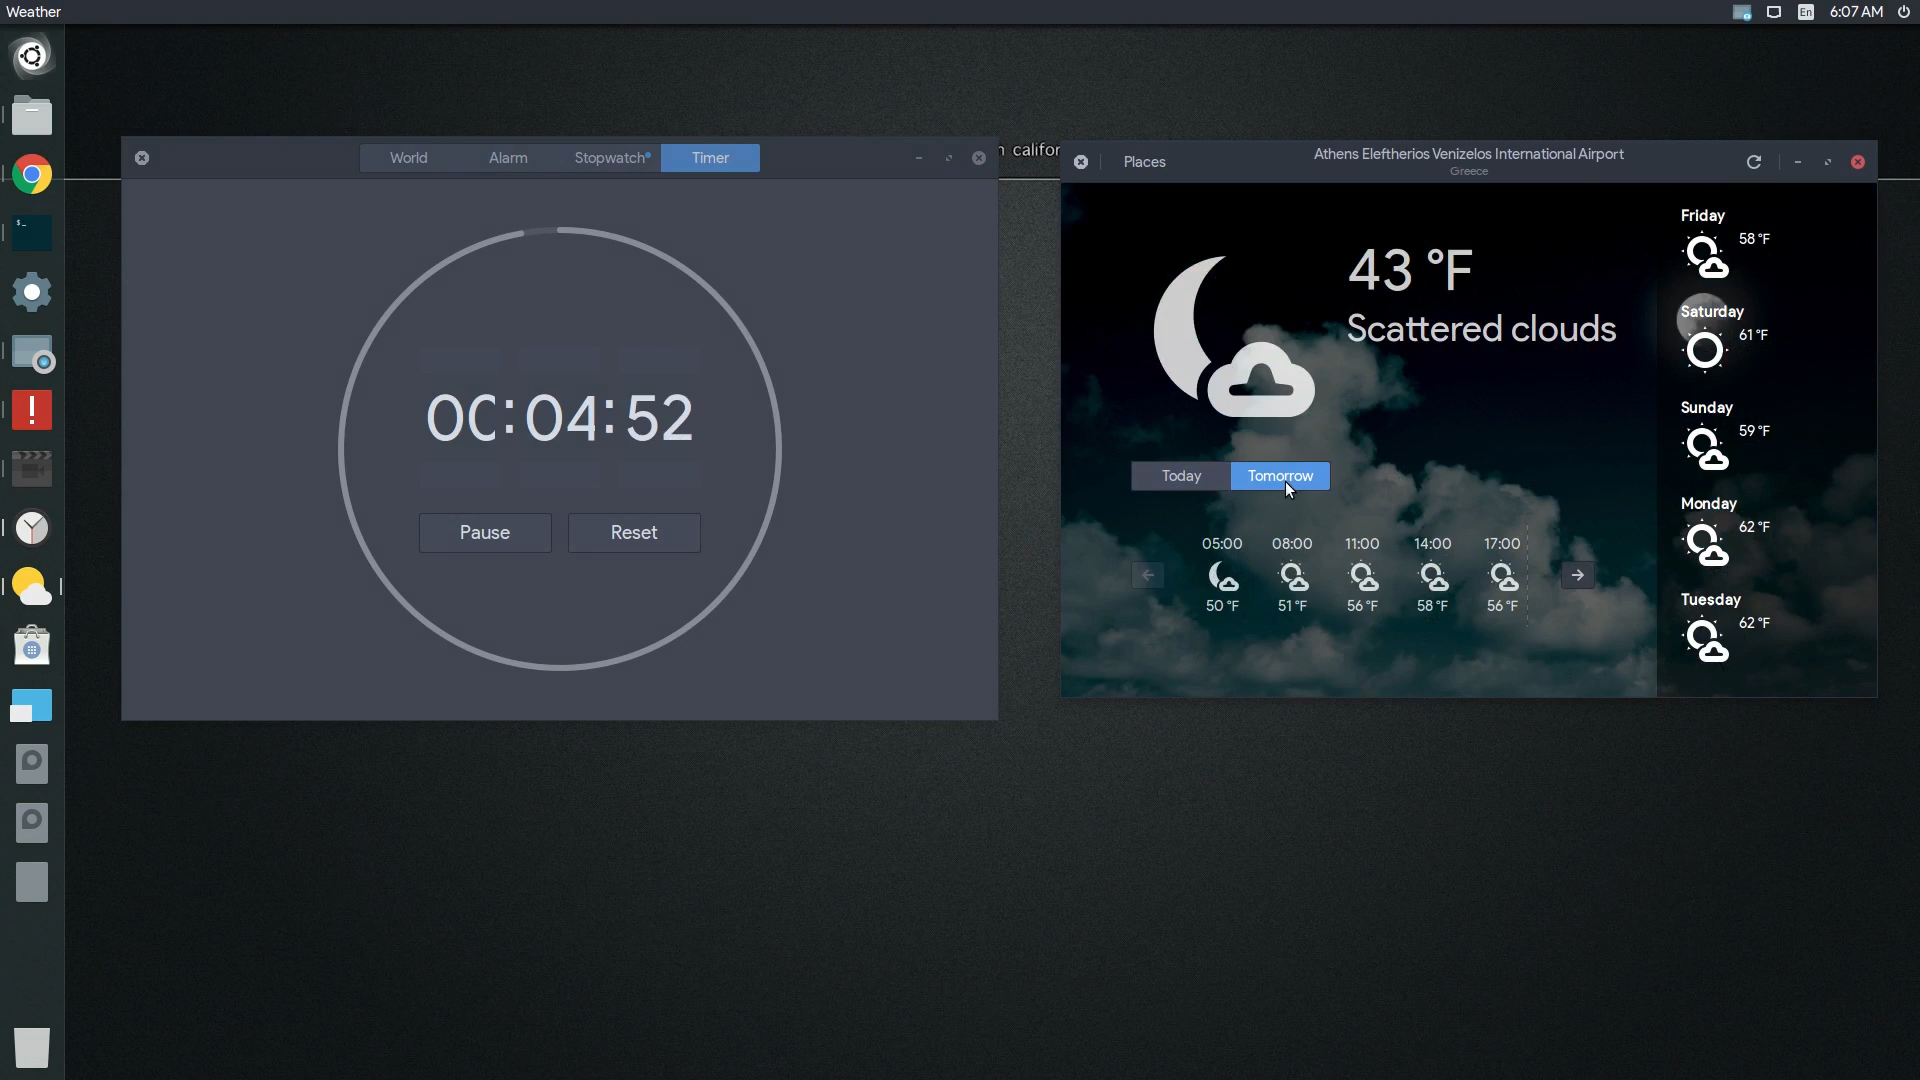 Weather
En
6:07 AM
$_
World Alarm Stopwatch Timer
00:04:52
Pause Reset
n califor
Places
Athens Eleftherios Venizelos International Airport
Greece
43 °F
Scattered clouds
Today Tomorrow
05:00 08:00 11:00 14:00 17:00
50 °F 51 °F 56 °F 58 °F 56 °F
Friday
58 °F
Saturday
61 °F
Sunday
59 °F
Monday
62 °F
Tuesday
62 °F